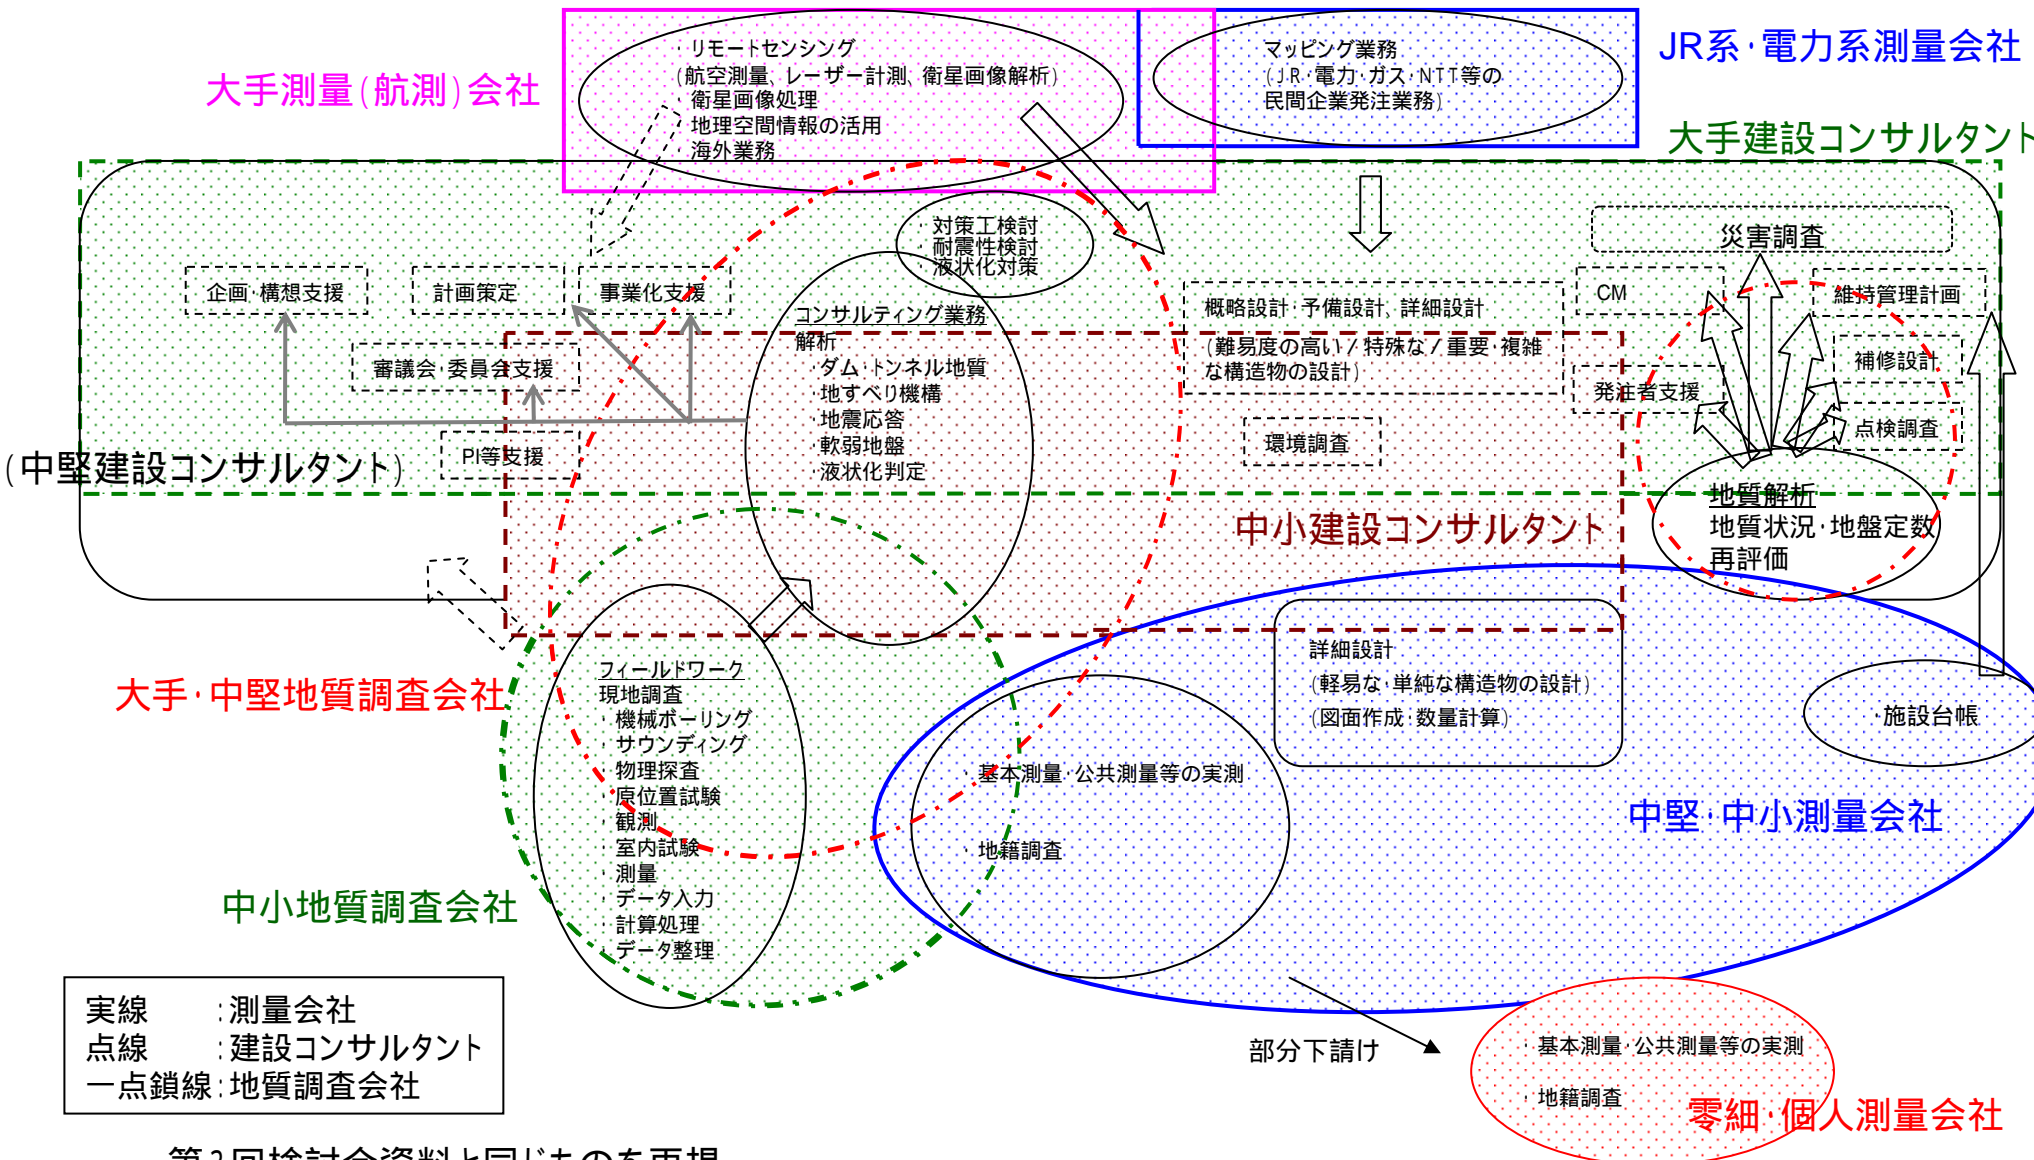 JR系・電力系測量会社
大手測量(航測)会社
・リモートセンシング
(航空測量、レーザー計測、衛星画像解析)
・衛星画像処理
・地理空間情報の活用
・海外業務
マッピング業務
(JR・電力・ガス・NTT等の
民間企業発注業務)
大手建設コンサルタント
・対策工検討
・耐震性検討
・液状化対策
災害調査
企画・構想支援
計画策定
事業化支援
CM
維持管理計画
コンサルティング業務
解析
・ダム・トンネル地質
・地すべり機構
・地震応答
・軟弱地盤
・液状化判定
概略設計・予備設計、詳細設計
(難易度の高い/特殊な/重要・複雑
な構造物の設計)
審議会・委員会支援
補修設計
発注者支援
点検調査
環境調査
PI等支援
(中堅建設コンサルタント)
地質解析
地質状況・地盤定数
再評価
中小建設コンサルタント
詳細設計
(軽易な・単純な構造物の設計)
(図面作成・数量計算)
大手・中堅地質調査会社
フィールドワーク
現地調査
・機械ボーリング
・サウンディング
・物理探査
・原位置試験
・観測
・室内試験
・測量
・データ入力
・計算処理
・データ整理
・施設台帳
・基本測量・公共測量等の実測
・地籍調査
中堅・中小測量会社
中小地質調査会社
実線 :測量会社
点線 :建設コンサルタント
一点鎖線:地質調査会社
部分下請け
・基本測量・公共測量等の実測
・地籍調査
零細・個人測量会社
第2回検討会資料と同じものを再掲